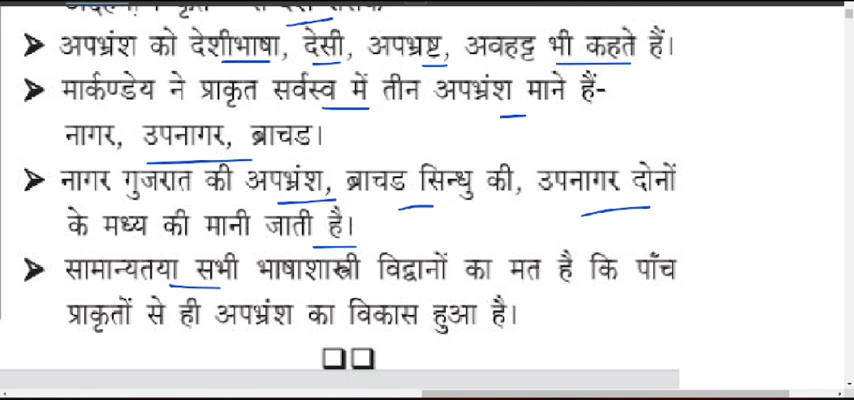 ➤ अपभ्रंश को देशीभाषा, देसी, अपभ्रष्ट, अवहट्ट भी कहते हैं।
➤ मार्कण्डेय ने प्राकृत सर्वस्व में तीन अपभ्रंश माने हैं-
नागर, उपनागर, ब्राचड।
➤ नागर गुजरात की अपभ्रंश, ब्राचड सिन्धु की, उपनागर दोनों
के मध्य की मानी जाती है।
➤ सामान्यतया सभी भाषाशास्त्री विद्वानों का मत है कि पाँच
प्राकृतों से ही अपभ्रंश का विकास हुआ है।